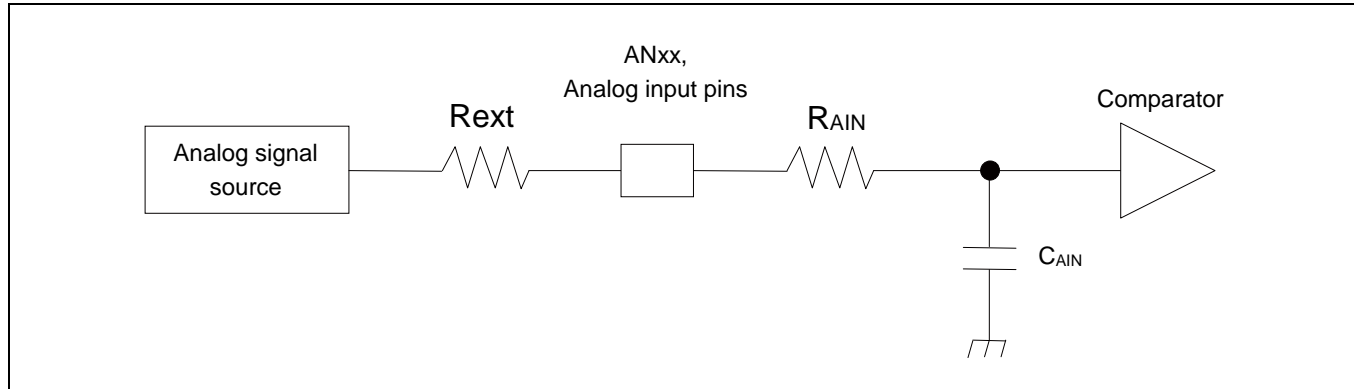 ANxx,
Analog input pins
Comparator
Rext
RAIN
Analog signal
source
CAIN